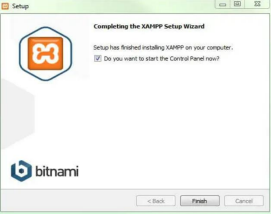 Setup
Completing the XAMPP Setup Wizard
Setup has finished installing XAMPP on your computer.
Do you want to start the Control Panel now?
bitnami
< Back
Finish
Cancel